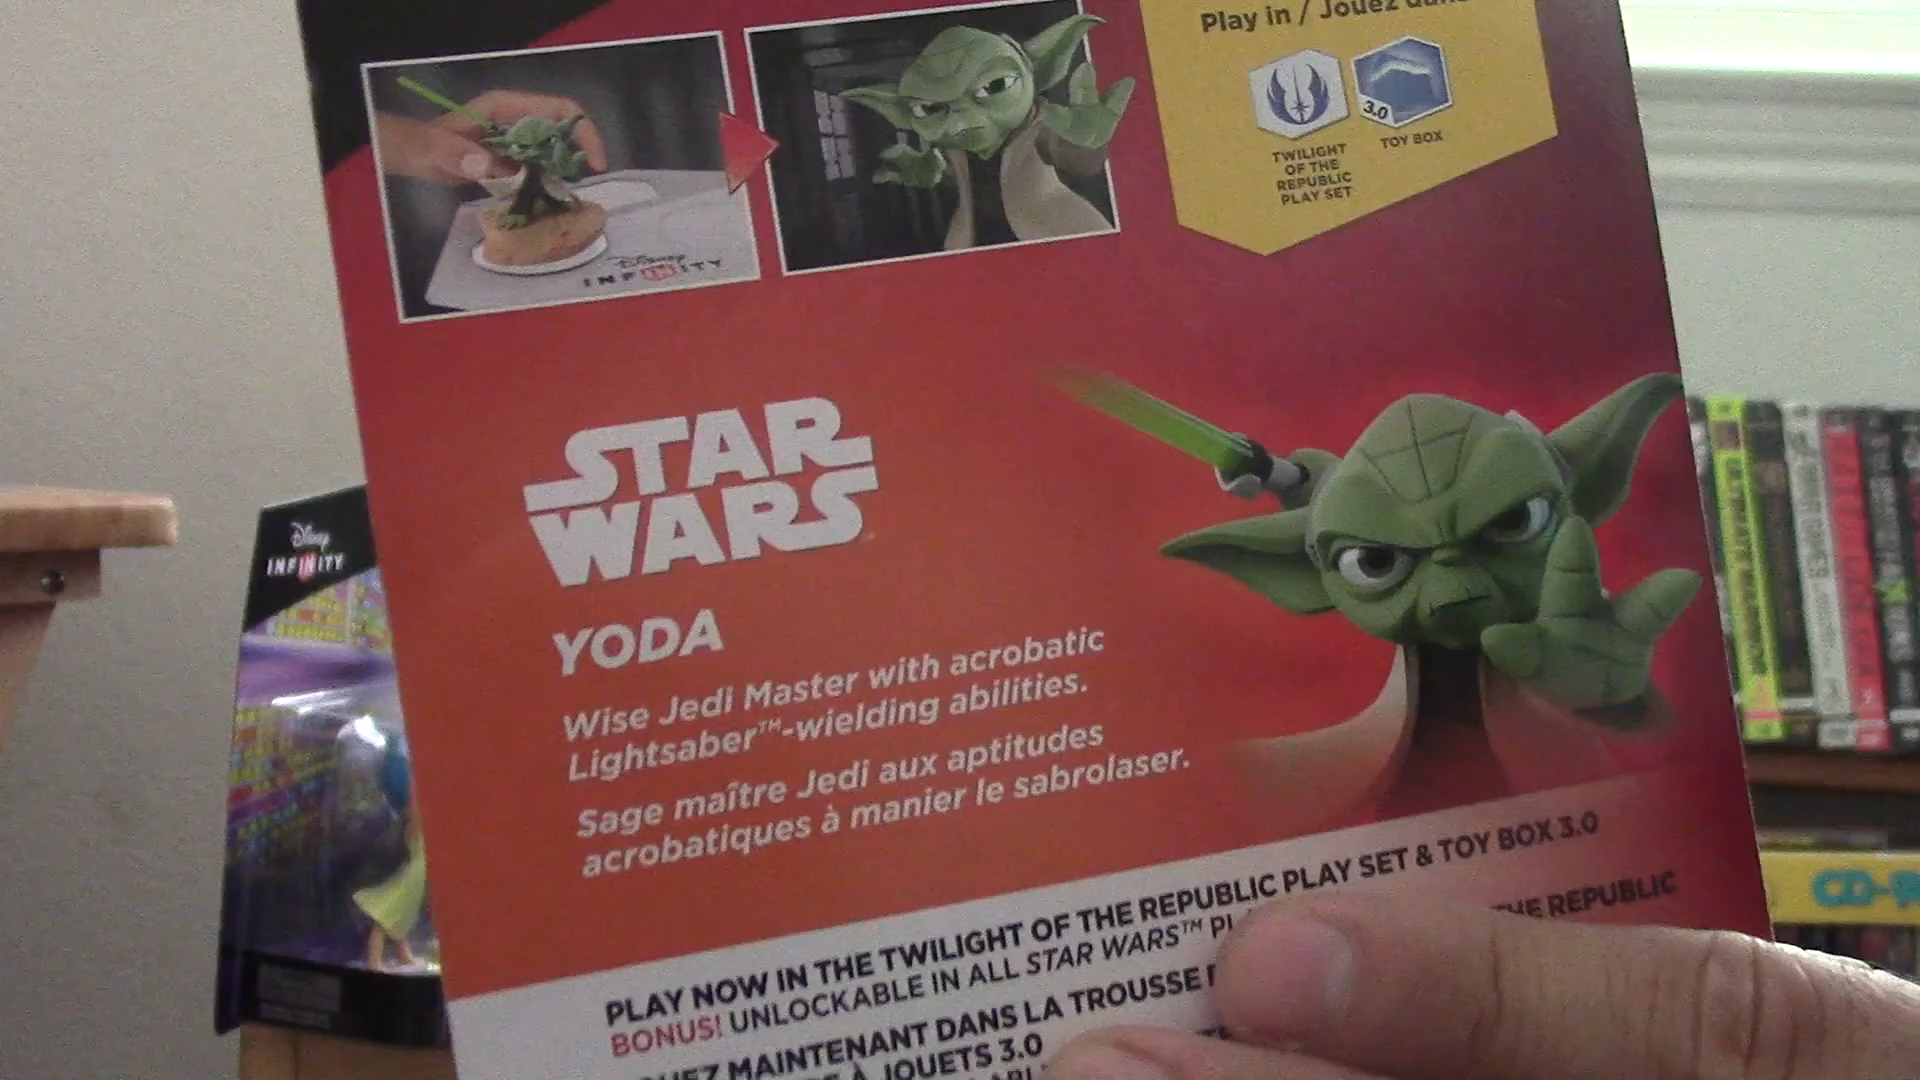 Play in / Jouez dans
3.0
TWILIGHT
OF THE
REPUBLIC
PLAY SET
TOY BOX
Disney
INFINITY
STAR
WARS
YODA
Wise Jedi Master with acrobatic
Lightsaber™-wielding abilities.
Sage maître Jedi aux aptitudes
acrobatiques à manier le sabrolaser.
PLAY NOW IN THE TWILIGHT OF THE REPUBLIC PLAY SET & TOY BOX 3.0
BONUS! UNLOCKABLE IN ALL STAR WARS™ THE REPUBLIC
MAINTENANT DANS LA TROUSSE
À JOUETS 3.0
Disney
INFINITY